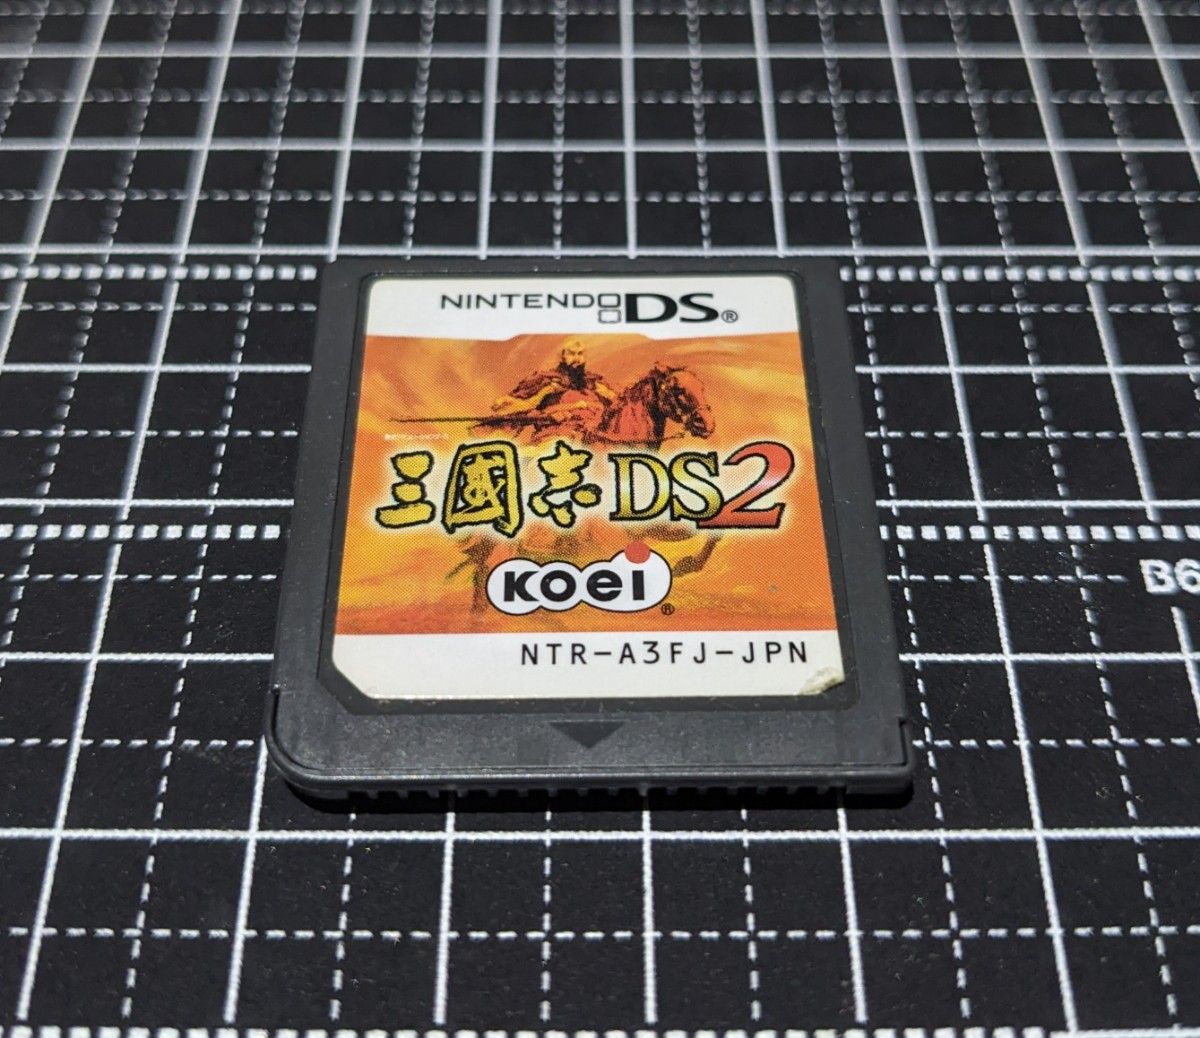 NINTENDO DS®
三國志DS2
KOEI®
NTR-A3FJ-JPN
B6